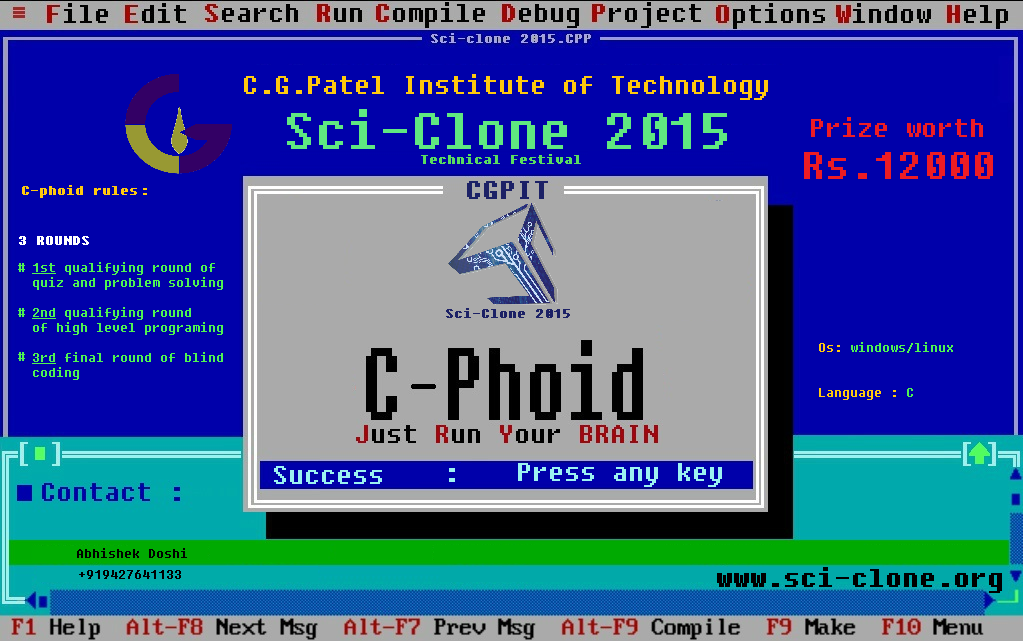 ≡ File Edit Search Run Compile Debug Project Options Window Help
Sci-clone 2015.CPP
C.G.Patel Institute of Technology
Sci-Clone 2015
Technical Festival
Prize worth
Rs.12000
C-phoid rules:
3 ROUNDS
# 1st qualifying round of
quiz and problem solving
# 2nd qualifying round
of high level programing
# 3rd final round of blind
coding
CGPIT
Sci-Clone 2015
C-Phoid
Just Run Your BRAIN
Success : Press any key
Os: windows/linux
Language : C
Contact :
Abhishek Doshi
+919427641133
www.sci-clone.org
F1 Help Alt-F8 Next Msg Alt-F7 Prev Msg Alt-F9 Compile F9 Make F10 Menu